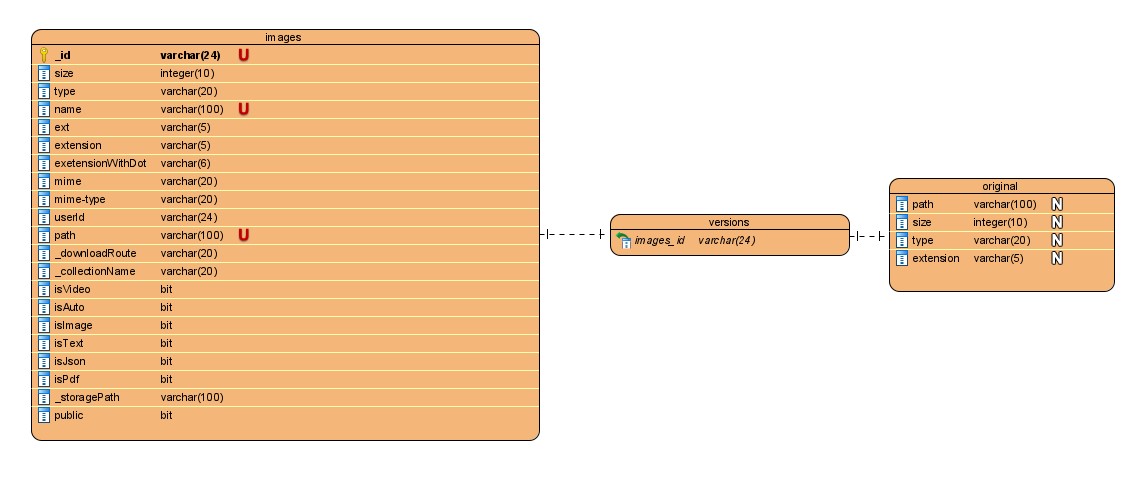 images
_id varchar(24) U
size integer(10)
type varchar(20)
name varchar(100) U
ext varchar(5)
extension varchar(5)
exetensionWithDot varchar(6)
mime varchar(20)
mime-type varchar(20)
userId varchar(24)
path varchar(100) U
_downloadRoute varchar(20)
_collectionName varchar(20)
isVideo bit
isAuto bit
isImage bit
isText bit
isJson bit
isPdf bit
_storagePath varchar(100)
public bit
versions
images_id varchar(24)
original
path varchar(100) N
size integer(10) N
type varchar(20) N
extension varchar(5) N